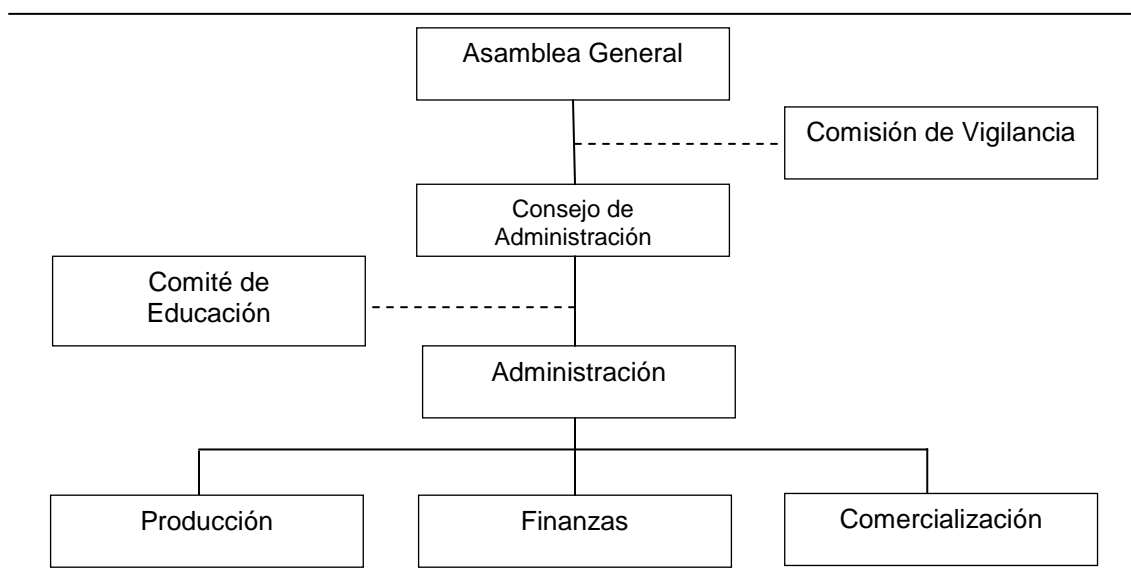 Asamblea General
Comisión de Vigilancia
Consejo de
Administración
Comité de
Educación
Administración
Producción
Finanzas
Comercialización